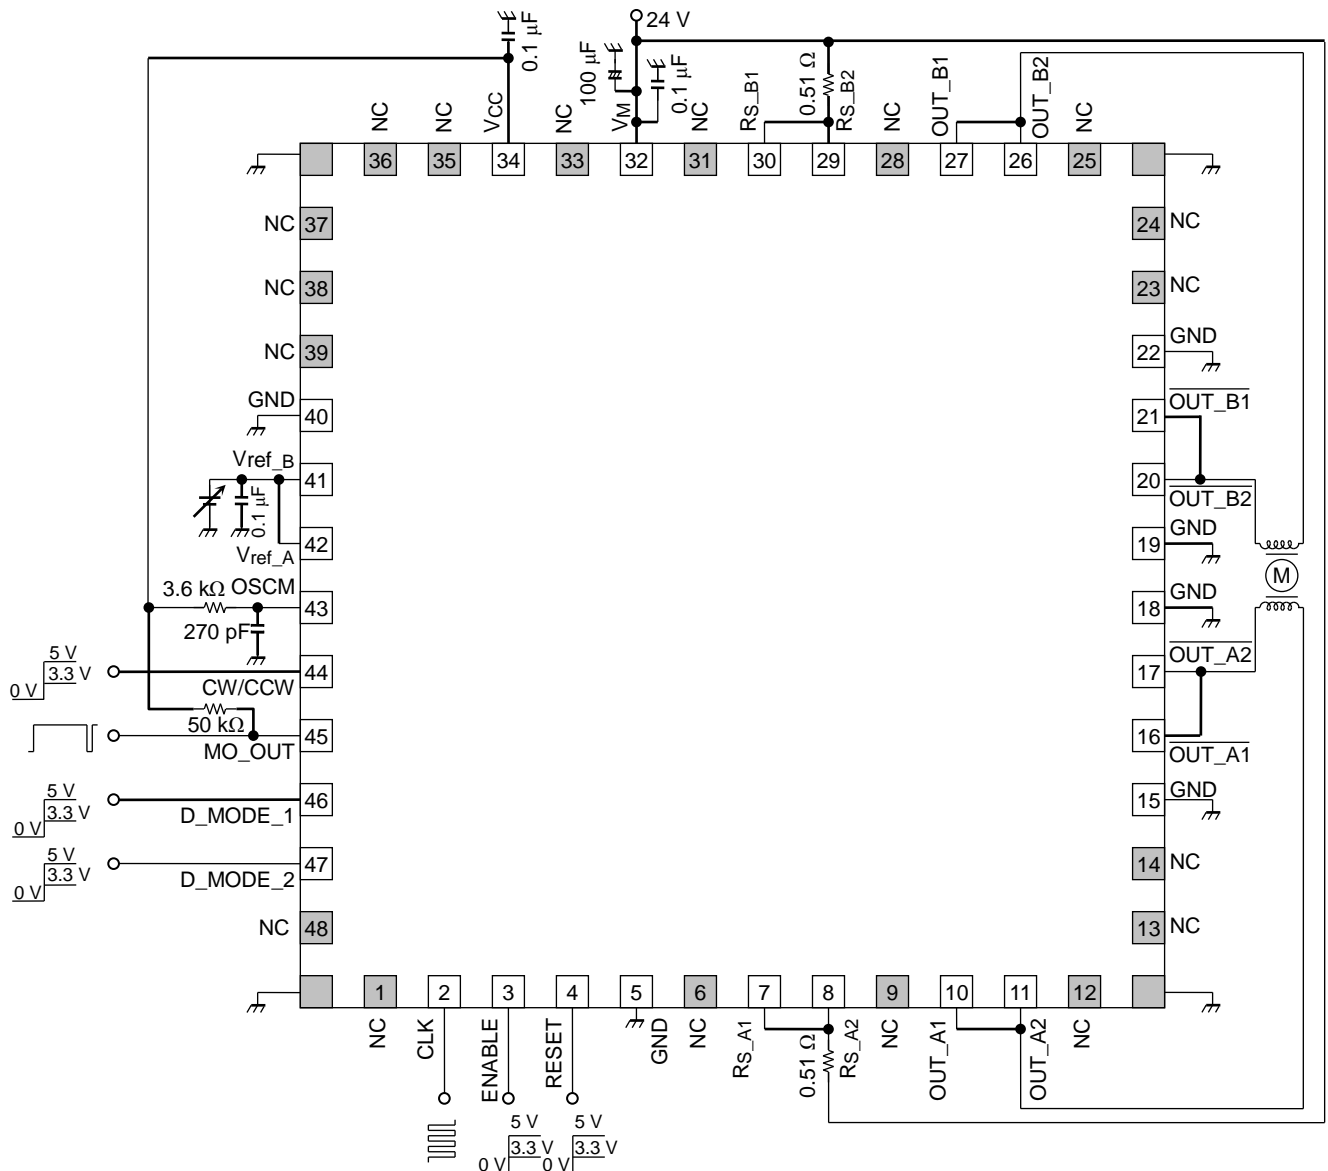 24 V
0.1 µF
100 µF
0.1 µF
0.51 Ω
NC
NC
VCC
NC
VM
NC
RS_B1
RS_B2
NC
OUT_B1
OUT_B2
NC
36
35
34
33
32
31
30
29
28
27
26
25
NC 37
24 NC
NC 38
23 NC
NC 39
22 GND
GND 40
21 OUT_B1
Vref_B 41
20 OUT_B2
0.1 µF
Vref_A 42
19 GND
M
3.6 kΩ OSCM 43
18 GND
270 pF
5 V
3.3 V
0 V
CW/CCW 44
17 OUT_A2
50 kΩ
MO_OUT 45
16 OUT_A1
5 V
3.3 V
0 V
D_MODE_1 46
15 GND
5 V
3.3 V
0 V
D_MODE_2 47
14 NC
NC 48
13 NC
1
2
3
4
5
6
7
8
9
10
11
12
NC
CLK
ENABLE
RESET
GND
NC
RS_A1
0.51 Ω
RS_A2
NC
OUT_A1
OUT_A2
NC
5 V
3.3 V
0 V
5 V
3.3 V
0 V